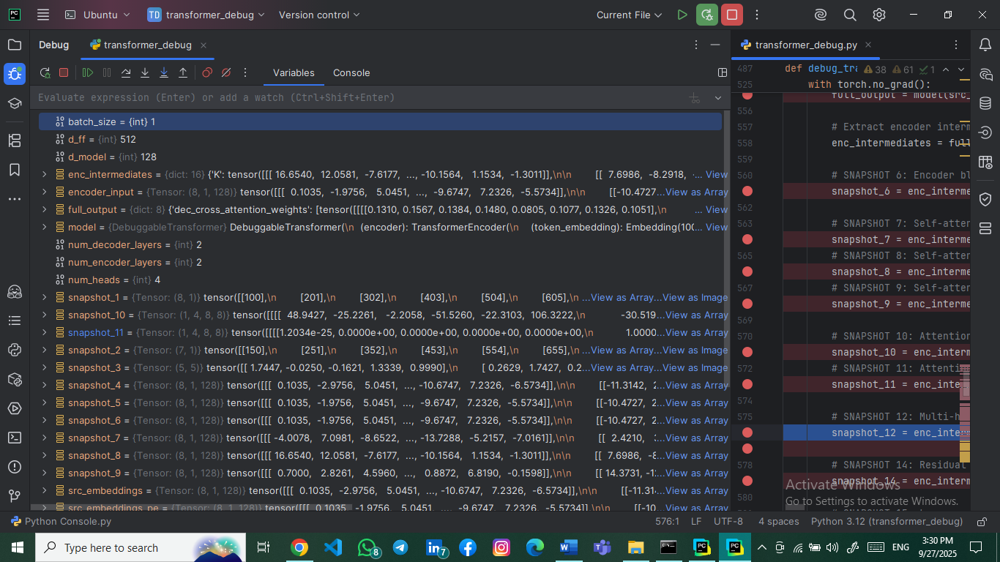 Ubuntu
TD transformer_debug
Version control
Current File
Debug
transformer_debug
transformer_debug.py
Variables
Console
Evaluate expression (Enter) or add a watch (Ctrl+Shift+Enter)
batch_size = {int} 1
d_ff = {int} 512
d_model = {int} 128
enc_intermediates = {dict: 16} {'K': tensor([[[ 16.6540, 12.0581, -7.6177, ..., -10.1564, 1.1534, -1.3011]],\n\n [[ 7.6986, -8.2918, ... View
encoder_input = {Tensor: (8, 1, 128)} tensor([[[ 0.1035, -1.9756, 5.0451, ..., -9.6747, 7.2326, -5.5734]],\n\n [[-10.4727...View as Array
full_output = {dict: 8} {'dec_cross_attention_weights': [tensor([[[[0.1310, 0.1567, 0.1384, 0.1480, 0.0805, 0.1077, 0.1326, 0.1051],\n ... View
model = {DebuggableTransformer} DebuggableTransformer(\n (encoder): TransformerEncoder(\n (token_embedding): Embedding(100... View
num_decoder_layers = {int} 2
num_encoder_layers = {int} 2
num_heads = {int} 4
snapshot_1 = {Tensor: (8, 1)} tensor([[100],\n [201],\n [302],\n [403],\n [504],\n [605],\n ...View as Array...View as Image
snapshot_10 = {Tensor: (1, 4, 8, 8)} tensor([[[[ 48.9427, -25.2261, -2.2058, -51.5260, -22.3103, 106.3222,\n -30.519...View as Array
snapshot_11 = {Tensor: (1, 4, 8, 8)} tensor([[[[1.2034e-25, 0.0000e+00, 0.0000e+00, 0.0000e+00, 0.0000e+00,\n 1.0000...View as Array
snapshot_2 = {Tensor: (7, 1)} tensor([[150],\n [251],\n [352],\n [453],\n [554],\n [655],\n ...View as Array...View as Image
snapshot_3 = {Tensor: (5, 5)} tensor([[ 1.7447, -0.0250, -0.1621, 1.3339, 0.9990],\n [ 0.2629, 1.7427, 0.2...View as Array...View as Image
snapshot_4 = {Tensor: (8, 1, 128)} tensor([[[ 0.1035, -2.9756, 5.0451, ..., -10.6747, 7.2326, -6.5734]],\n\n [[-11.3142, 2...View as Array
snapshot_5 = {Tensor: (8, 1, 128)} tensor([[[ 0.1035, -1.9756, 5.0451, ..., -9.6747, 7.2326, -5.5734]],\n\n [[-10.4727, 2...View as Array
snapshot_6 = {Tensor: (8, 1, 128)} tensor([[[ 0.1035, -1.9756, 5.0451, ..., -9.6747, 7.2326, -5.5734]],\n\n [[-10.4727, 2...View as Array
snapshot_7 = {Tensor: (8, 1, 128)} tensor([[[ -4.0078, 7.0981, -8.6522, ..., -13.7288, -5.2157, -7.0161]],\n\n [[ 2.4210, ...View as Array
snapshot_8 = {Tensor: (8, 1, 128)} tensor([[[ 16.6540, 12.0581, -7.6177, ..., -10.1564, 1.1534, -1.3011]],\n\n [[ 7.6986, -8...View as Array
snapshot_9 = {Tensor: (8, 1, 128)} tensor([[[ 0.7000, 2.8261, 4.5960, ..., 0.8872, 6.8190, -0.1598]],\n\n [[ 14.3731, -1...View as Array
src_embeddings = {Tensor: (8, 1, 128)} tensor([[[ 0.1035, -2.9756, 5.0451, ..., -10.6747, 7.2326, -6.5734]],\n\n [[-11.314...View as Array
src_embeddings_pe = {Tensor: (8, 1, 128)} tensor([[[ 0.1035, -1.9756, 5.0451, ..., -9.6747, 7.2326, -5.5734]],\n\n [[-10...View as Array
487 def debug_tra 38 61 1
525 with torch.no_grad():
full_output = model(src_
556
557 # Extract encoder interm
558 enc_intermediates = full
559
560 # SNAPSHOT 6: Encoder bl
snapshot_6 = enc_interme
562
563 # SNAPSHOT 7: Self-atten
snapshot_7 = enc_interme
565 # SNAPSHOT 8: Self-atten
snapshot_8 = enc_interme
567 # SNAPSHOT 9: Self-atten
snapshot_9 = enc_interme
569
570 # SNAPSHOT 10: Attention
snapshot_10 = enc_interm
572 # SNAPSHOT 11: Attenti
snapshot_11 = enc_inte
574
575 # SNAPSHOT 12: Multi-h
snapshot_12 = enc_interm
578 # SNAPSHOT 14: Residual
snapshot_14 = enc_interm
580
Activate Windows
Go to Settings to activate Windows.
Python Console.py
576:1 LF UTF-8 4 spaces Python 3.12 (transformer_debug)
Type here to search
8
7
ENG
3:30 PM
9/27/2025